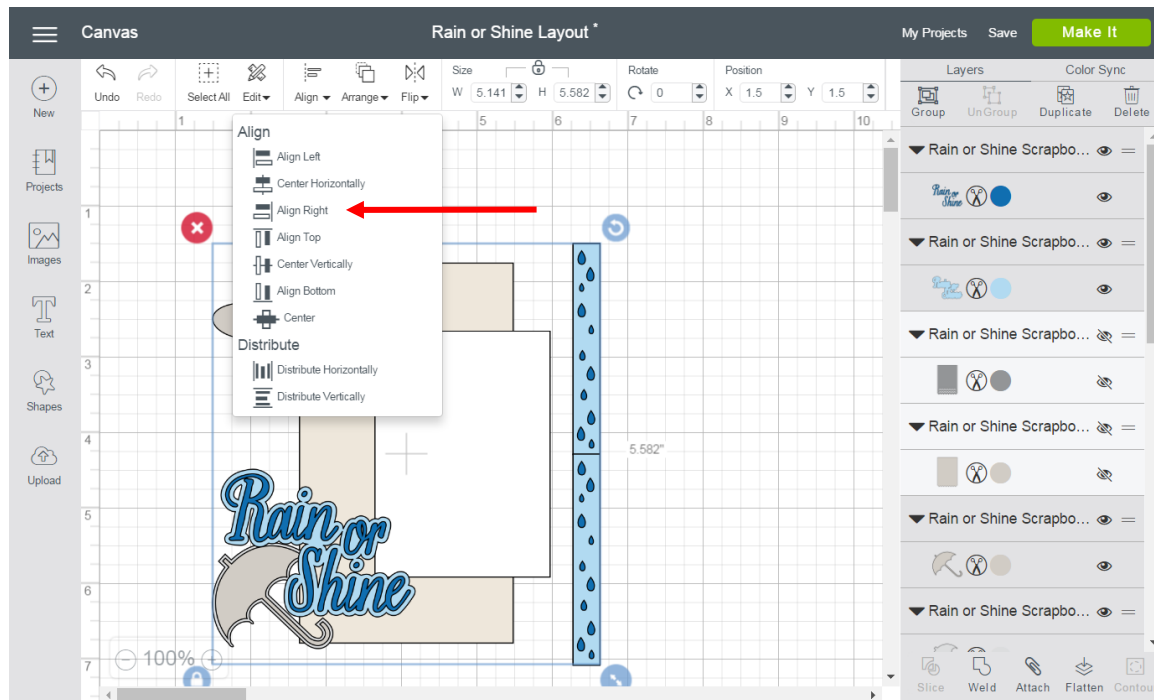 Canvas
Rain or Shine Layout *
My Projects
Save
Make It
New
Projects
Images
Text
Shapes
Upload
Undo
Redo
Select All
Edit
Align
Arrange
Flip
Size
W 5.141 H 5.582
Rotate
0
Position
X 1.5 Y 1.5
Layers
Color Sync
Group
UnGroup
Duplicate
Delete
1 5 6 7 8 9 10
1
2
3
4
5
6
7
Align
Align Left
Center Horizontally
Align Right
Align Top
Center Vertically
Align Bottom
Center
Distribute
Distribute Horizontally
Distribute Vertically
5.582"
Rain or
Shine
100%
Rain or Shine Scrapbo...
Rain or
Shine
Rain or Shine Scrapbo...
Rain or Shine Scrapbo...
Rain or Shine Scrapbo...
Rain or Shine Scrapbo...
Rain or Shine Scrapbo...
Slice
Weld
Attach
Flatten
Contou